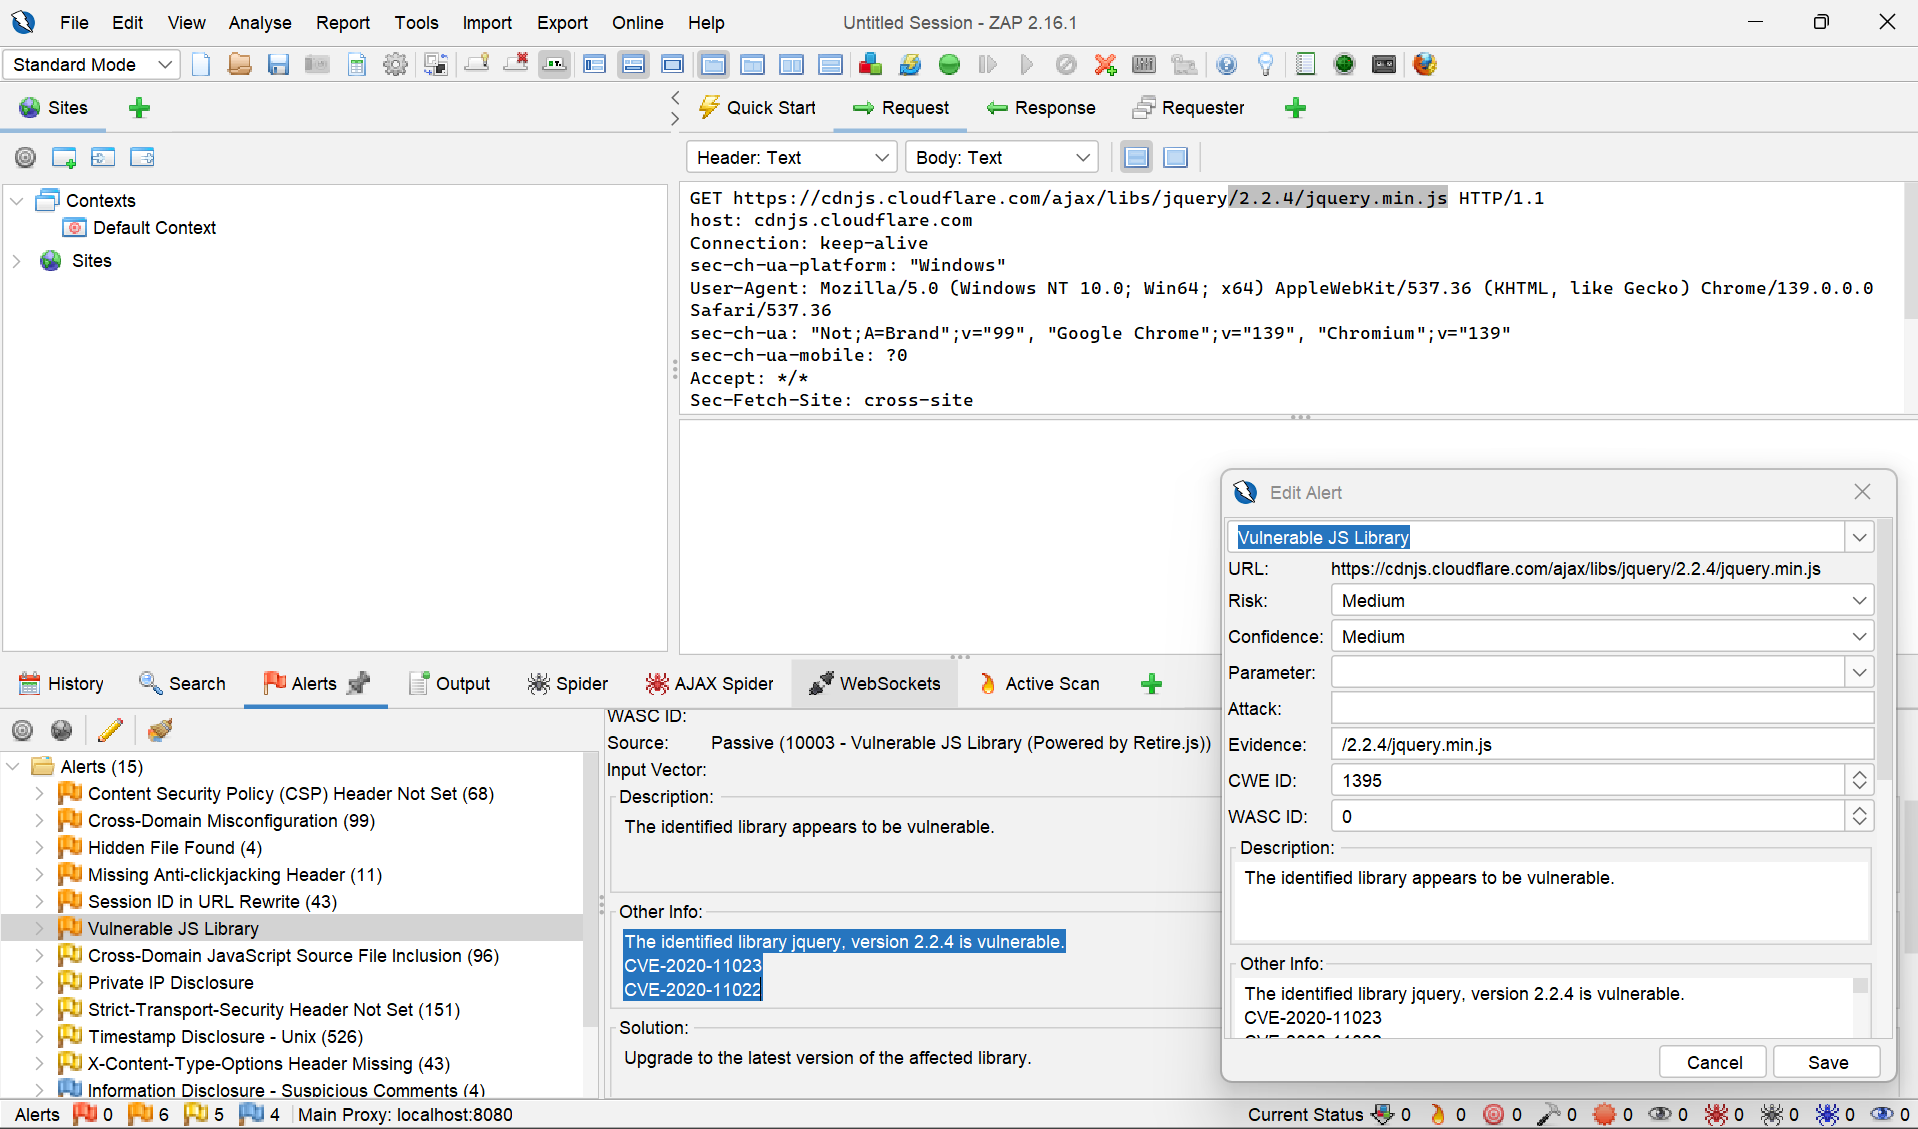 File Edit View Analyse Report Tools Import Export Online Help
Untitled Session - ZAP 2.16.1
Standard Mode
Sites
Quick Start Request Response Requester
Header: Text Body: Text
Contexts
Default Context
Sites
GET https://cdnjs.cloudflare.com/ajax/libs/jquery/2.2.4/jquery.min.js HTTP/1.1
host: cdnjs.cloudflare.com
Connection: keep-alive
sec-ch-ua-platform: "Windows"
User-Agent: Mozilla/5.0 (Windows NT 10.0; Win64; x64) AppleWebKit/537.36 (KHTML, like Gecko) Chrome/139.0.0.0
Safari/537.36
sec-ch-ua: "Not;A=Brand";v="99", "Google Chrome";v="139", "Chromium";v="139"
sec-ch-ua-mobile: ?0
Accept: */*
Sec-Fetch-Site: cross-site
History Search Alerts Output Spider AJAX Spider WebSockets Active Scan
Alerts (15)
Content Security Policy (CSP) Header Not Set (68)
Cross-Domain Misconfiguration (99)
Hidden File Found (4)
Missing Anti-clickjacking Header (11)
Session ID in URL Rewrite (43)
Vulnerable JS Library
Cross-Domain JavaScript Source File Inclusion (96)
Private IP Disclosure
Strict-Transport-Security Header Not Set (151)
Timestamp Disclosure - Unix (526)
X-Content-Type-Options Header Missing (43)
Information Disclosure - Suspicious Comments (4)
WASC ID:
Source: Passive (10003 - Vulnerable JS Library (Powered by Retire.js))
Input Vector:
Description:
The identified library appears to be vulnerable.
Other Info:
The identified library jquery, version 2.2.4 is vulnerable.
CVE-2020-11023
CVE-2020-11022
Solution:
Upgrade to the latest version of the affected library.
Edit Alert
Vulnerable JS Library
URL: https://cdnjs.cloudflare.com/ajax/libs/jquery/2.2.4/jquery.min.js
Risk: Medium
Confidence: Medium
Parameter:
Attack:
Evidence: /2.2.4/jquery.min.js
CWE ID: 1395
WASC ID: 0
Description:
The identified library appears to be vulnerable.
Other Info:
The identified library jquery, version 2.2.4 is vulnerable.
CVE-2020-11023
CVE-2020-11022
Cancel Save
Alerts 0 6 5 4 Main Proxy: localhost:8080
Current Status 0 0 0 0 0 0 0 0 0 0